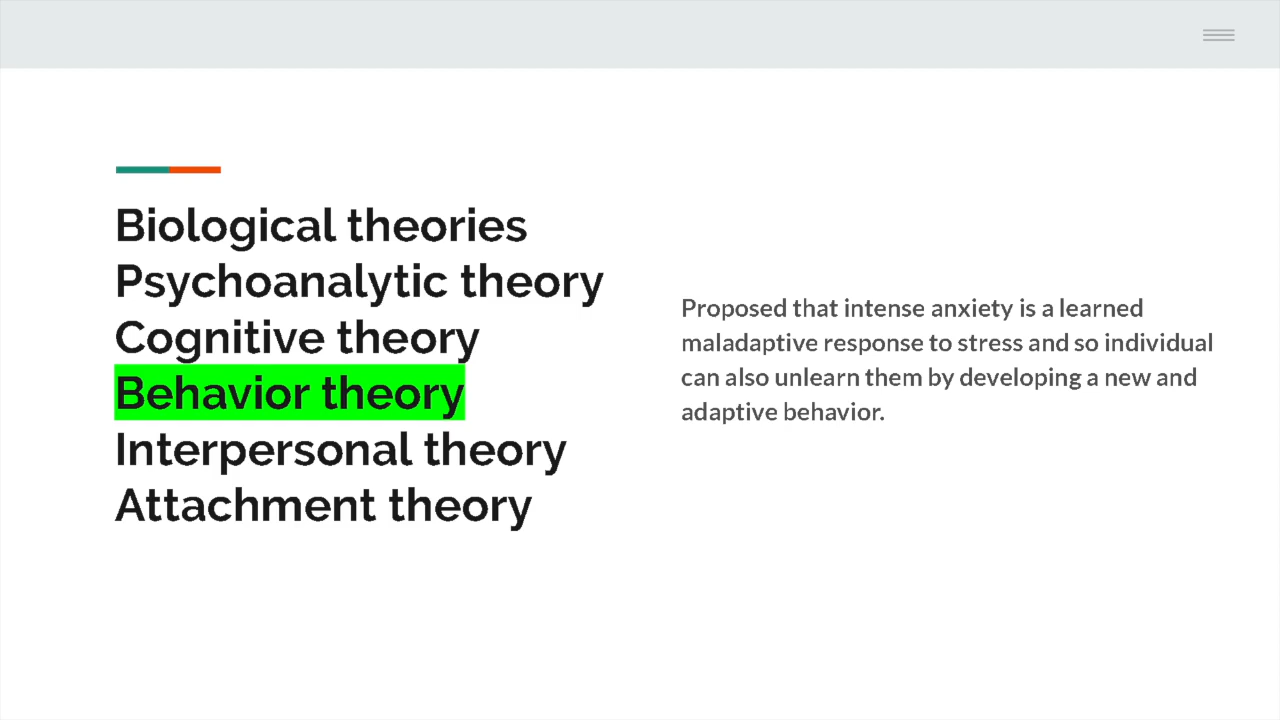 Biological theories
Psychoanalytic theory
Cognitive theory
Behavior theory
Interpersonal theory
Attachment theory
Proposed that intense anxiety is a learned
maladaptive response to stress and so individual
can also unlearn them by developing a new and
adaptive behavior.